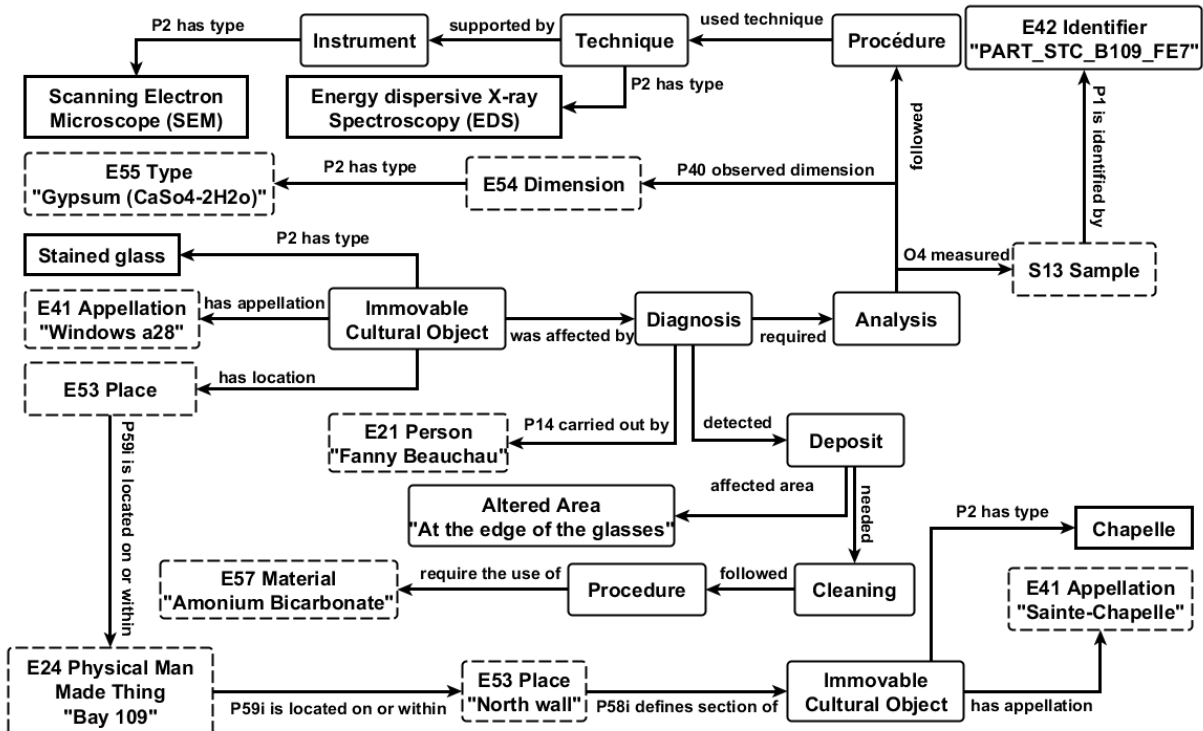 P2 has type
Instrument
supported by
Technique
used technique
Procédure
E42 Identifier
"PART_STC_B109_FE7"
Scanning Electron
Microscope (SEM)
Energy dispersive X-ray
Spectroscopy (EDS)
P2 has type
followed
P1 is identified by
E55 Type
"Gypsum (CaSo4-2H2o)"
P2 has type
E54 Dimension
P40 observed dimension
Stained glass
P2 has type
O4 measured
S13 Sample
E41 Appellation
"Windows a28"
has appellation
Immovable
Cultural Object
was affected by
Diagnosis
required
Analysis
E53 Place
has location
P59i is located on or within
E21 Person
"Fanny Beauchau"
P14 carried out by
detected
Deposit
Altered Area
"At the edge of the glasses"
affected area
needed
P2 has type
Chapelle
E57 Material
"Amonium Bicarbonate"
require the use of
Procedure
followed
Cleaning
E41 Appellation
"Sainte-Chapelle"
E24 Physical Man
Made Thing
"Bay 109"
P59i is located on or within
E53 Place
"North wall"
P58i defines section of
Immovable
Cultural Object
has appellation